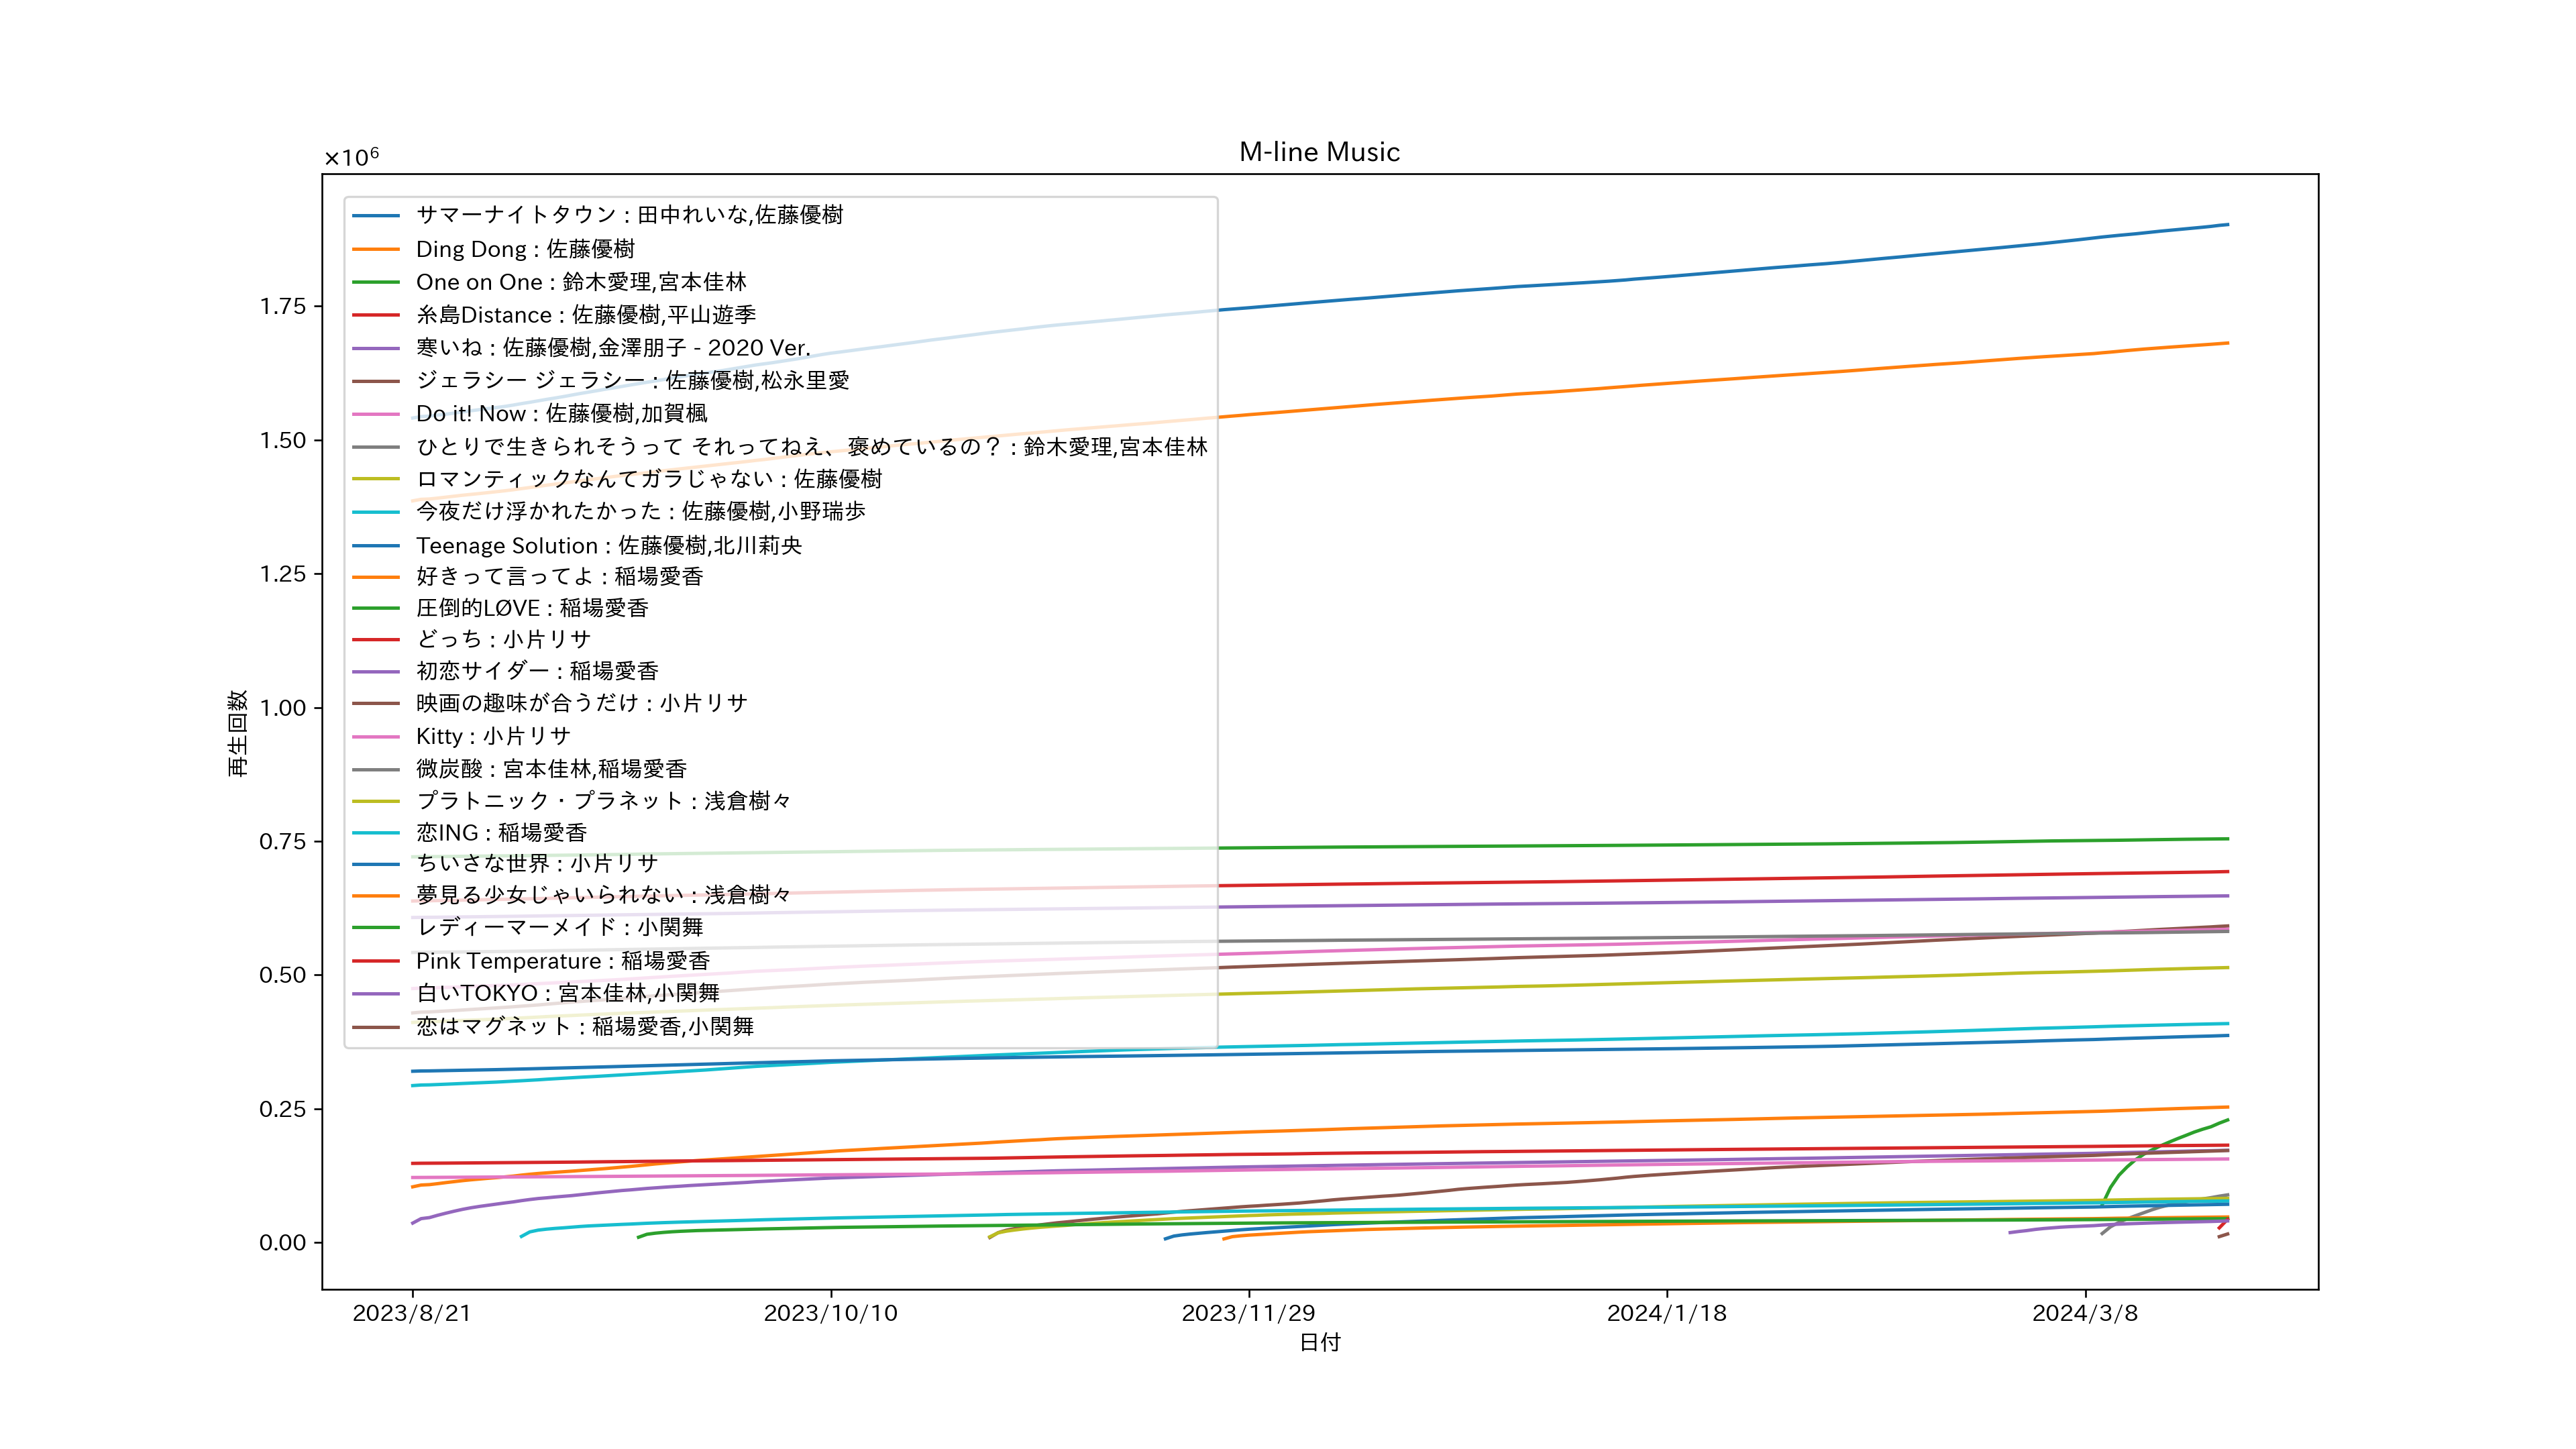 M-line Music
×10⁶
サマーナイトタウン : 田中れいな,佐藤優樹
Ding Dong : 佐藤優樹
One on One : 鈴木愛理,宮本佳林
糸島Distance : 佐藤優樹,平山遊季
寒いね : 佐藤優樹,金澤朋子 - 2020 Ver.
ジェラシー ジェラシー : 佐藤優樹,松永里愛
Do it! Now : 佐藤優樹,加賀楓
ひとりで生きられそうって それってねえ、褒めているの？ : 鈴木愛理,宮本佳林
ロマンティックなんてガラじゃない : 佐藤優樹
今夜だけ浮かれたかった : 佐藤優樹,小野瑞歩
Teenage Solution : 佐藤優樹,北川莉央
好きって言ってよ : 稲場愛香
圧倒的LØVE : 稲場愛香
どっち : 小片リサ
初恋サイダー : 稲場愛香
映画の趣味が合うだけ : 小片リサ
Kitty : 小片リサ
微炭酸 : 宮本佳林,稲場愛香
プラトニック・プラネット : 浅倉樹々
恋ING : 稲場愛香
ちいさな世界 : 小片リサ
夢見る少女じゃいられない : 浅倉樹々
レディーマーメイド : 小関舞
Pink Temperature : 稲場愛香
白いTOKYO : 宮本佳林,小関舞
恋はマグネット : 稲場愛香,小関舞
1.75
1.50
1.25
1.00
0.75
0.50
0.25
0.00
再生回数
2023/8/21
2023/10/10
2023/11/29
2024/1/18
2024/3/8
日付